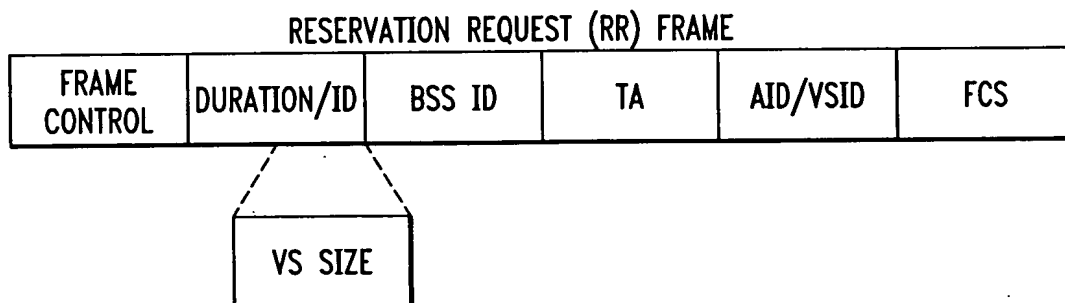 RESERVATION REQUEST (RR) FRAME
FRAME CONTROL
DURATION/ID
BSS ID
TA
AID/VSID
FCS
VS SIZE